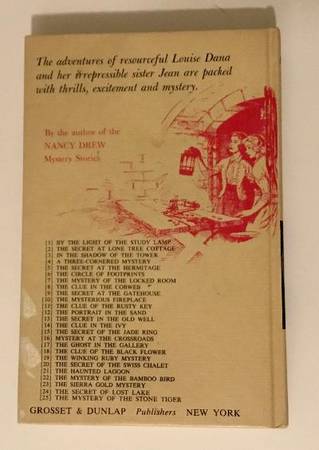 The adventures of resourceful Louise Dana
and her irrepressible sister Jean are packed
with thrills, excitement and mystery.
By the author of the
NANCY DREW
Mystery Stories
[1] BY THE LIGHT OF THE STUDY LAMP
[2] THE SECRET AT LONE TREE COTTAGE
[3] IN THE SHADOW OF THE TOWER
[4] A THREE-CORNERED MYSTERY
[5] THE SECRET AT THE HERMITAGE
[6] THE CIRCLE OF FOOTPRINTS
[7] THE MYSTERY OF THE LOCKED ROOM
[8] THE CLUE IN THE COBWEB
[9] THE SECRET AT THE GATEHOUSE
[10] THE MYSTERIOUS FIREPLACE
[11] THE CLUE OF THE RUSTY KEY
[12] THE PORTRAIT IN THE SAND
[13] THE SECRET IN THE OLD WELL
[14] THE CLUE IN THE IVY
[15] THE SECRET OF THE JADE RING
[16] MYSTERY AT THE CROSSROADS
[17] THE GHOST IN THE GALLERY
[18] THE CLUE OF THE BLACK FLOWER
[19] THE WINKING RUBY MYSTERY
[20] THE SECRET OF THE SWISS CHALET
[21] THE HAUNTED LAGOON
[22] THE MYSTERY OF THE BAMBOO BIRD
[23] THE SIERRA GOLD MYSTERY
[24] THE SECRET OF LOST LAKE
[25] THE MYSTERY OF THE STONE TIGER
GROSSET & DUNLAP Publishers NEW YORK